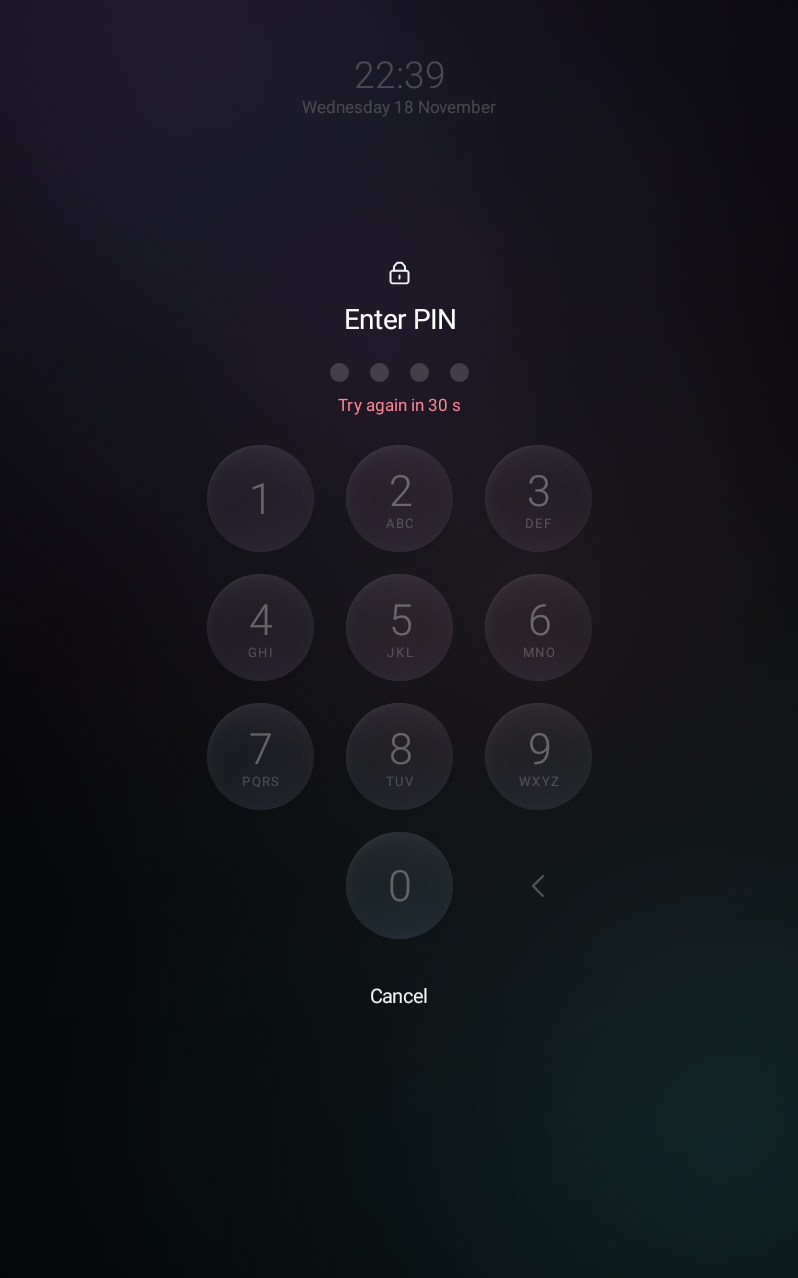 22:39
Wednesday 18 November
Enter PIN
Try again in 30 s
1
2
ABC
3
DEF
4
GHI
5
JKL
6
MNO
7
PQRS
8
TUV
9
WXYZ
0
Cancel